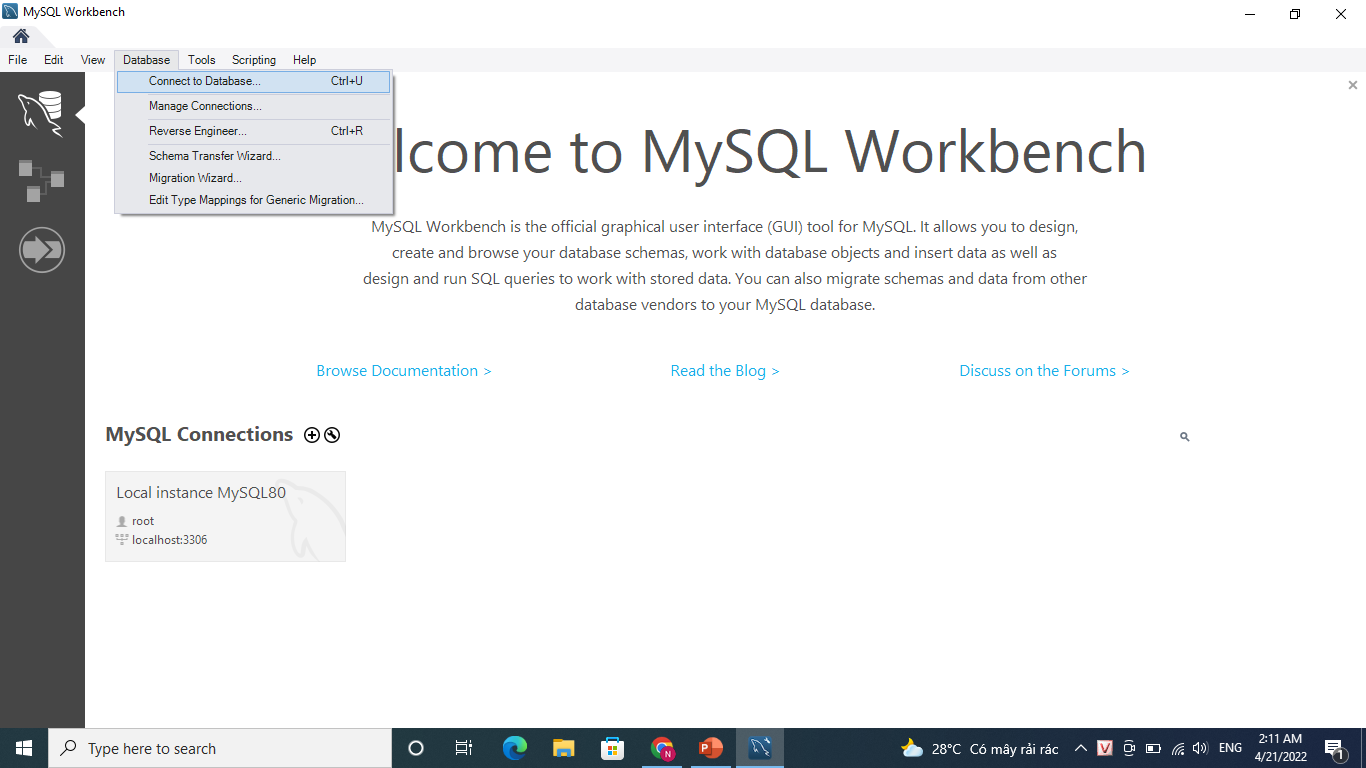 MySQL Workbench
File Edit View Database Tools Scripting Help
Connect to Database... Ctrl+U
Manage Connections...
Reverse Engineer... Ctrl+R
Schema Transfer Wizard...
Migration Wizard...
Edit Type Mappings for Generic Migration...
lcome to MySQL Workbench
MySQL Workbench is the official graphical user interface (GUI) tool for MySQL. It allows you to design,
create and browse your database schemas, work with database objects and insert data as well as
design and run SQL queries to work with stored data. You can also migrate schemas and data from other
database vendors to your MySQL database.
Browse Documentation > Read the Blog > Discuss on the Forums >
MySQL Connections
Local instance MySQL80
root
localhost:3306
Type here to search
N
P
28°C Có mây rải rác
V
ENG
2:11 AM
4/21/2022
1